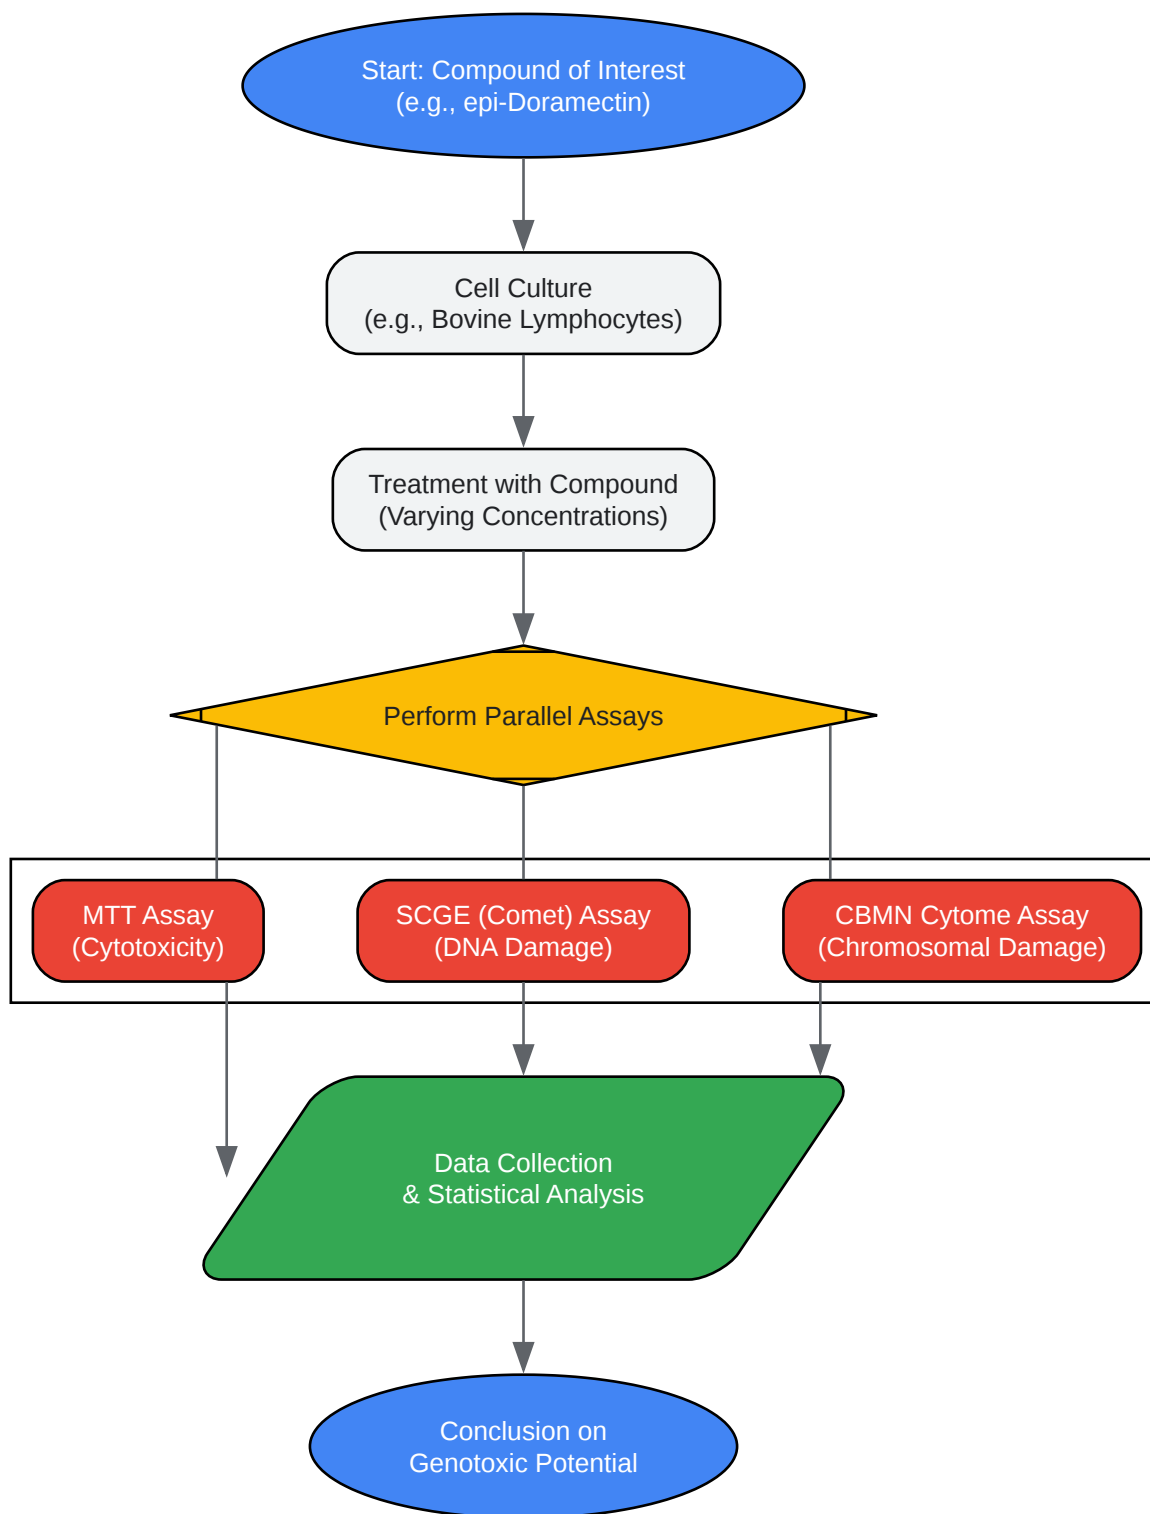 Start: Compound of Interest
(e.g., epi-Doramectin)
Cell Culture
(e.g., Bovine Lymphocytes)
Treatment with Compound
(Varying Concentrations)
Perform Parallel Assays
MTT Assay
(Cytotoxicity)
SCGE (Comet) Assay
(DNA Damage)
CBMN Cytome Assay
(Chromosomal Damage)
Data Collection
& Statistical Analysis
Conclusion on
Genotoxic Potential